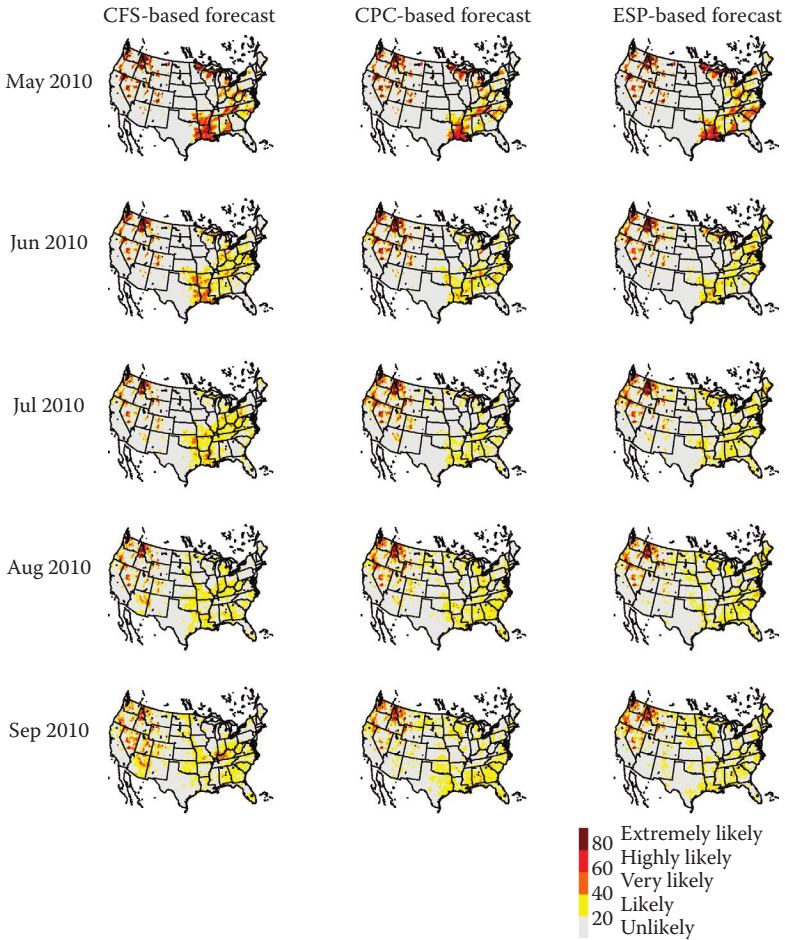 CFS-based forecast
CPC-based forecast
ESP-based forecast
May 2010
Jun 2010
Jul 2010
Aug 2010
Sep 2010
Extremely likely
80
Highly likely
60
Very likely
40
Likely
20
Unlikely